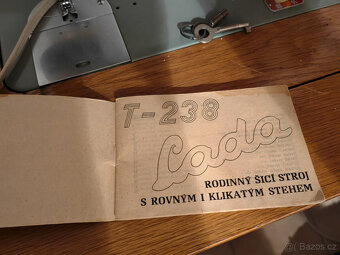 T-238
Lada
RODINNÝ ŠICÍ STROJ
S ROVNÝM I KLIKATÝM STEHEM
Bazos.cz